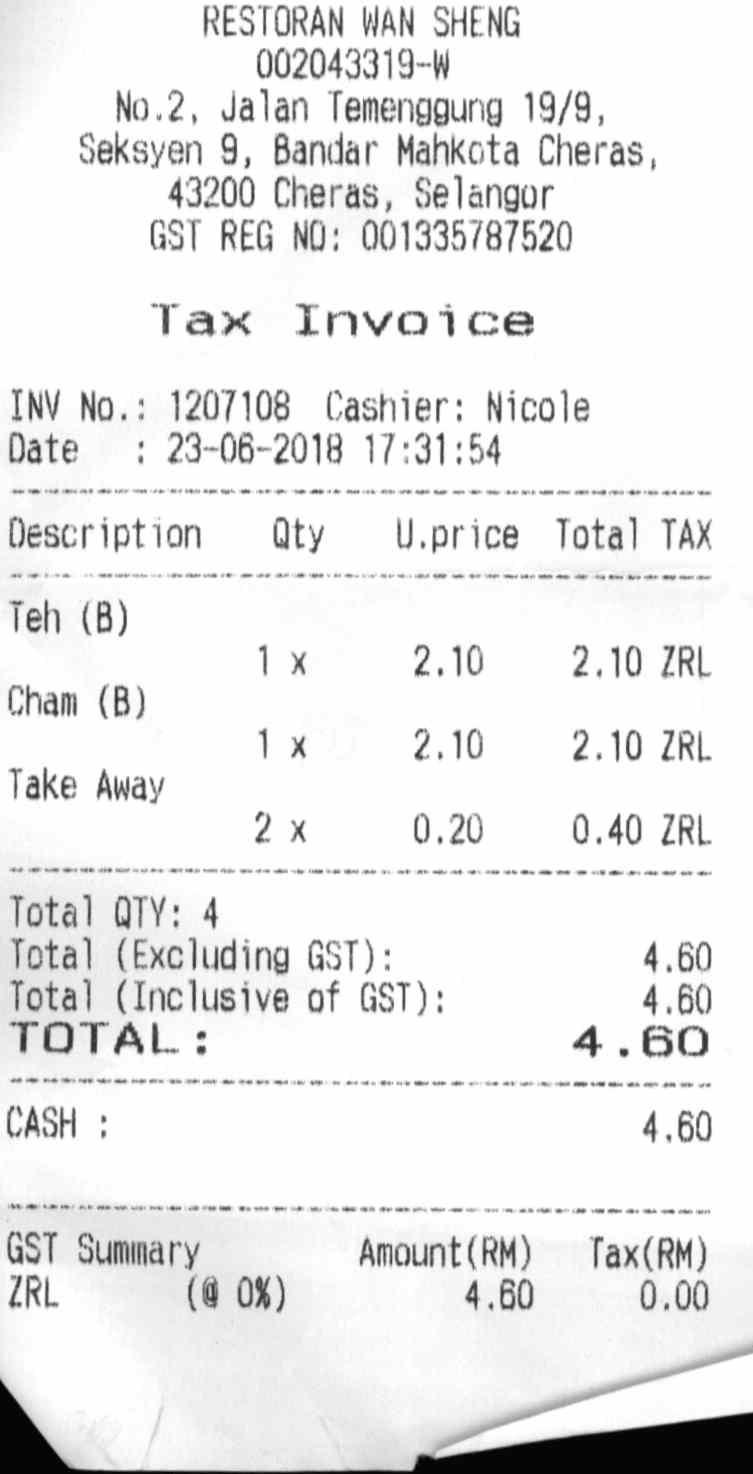 RESTORAN WAN SHENG
002043319-W
No.2, Jalan Temenggung 19/9,
Seksyen 9, Bandar Mahkota Cheras,
43200 Cheras, Selangor
GST REG NO: 001335787520
Tax Invoice
INV No.: 1207108 Cashier: Nicole
Date : 23-06-2018 17:31:54
Description Qty U.price Total TAX
Teh (B)
1 x 2.10 2.10 ZRL
Cham (B)
1 x 2.10 2.10 ZRL
Take Away
2 x 0.20 0.40 ZRL
Total QTY: 4
Total (Excluding GST): 4.60
Total (Inclusive of GST): 4.60
TOTAL: 4.60
CASH : 4.60
GST Summary Amount(RM) Tax(RM)
ZRL (@ 0%) 4.60 0.00